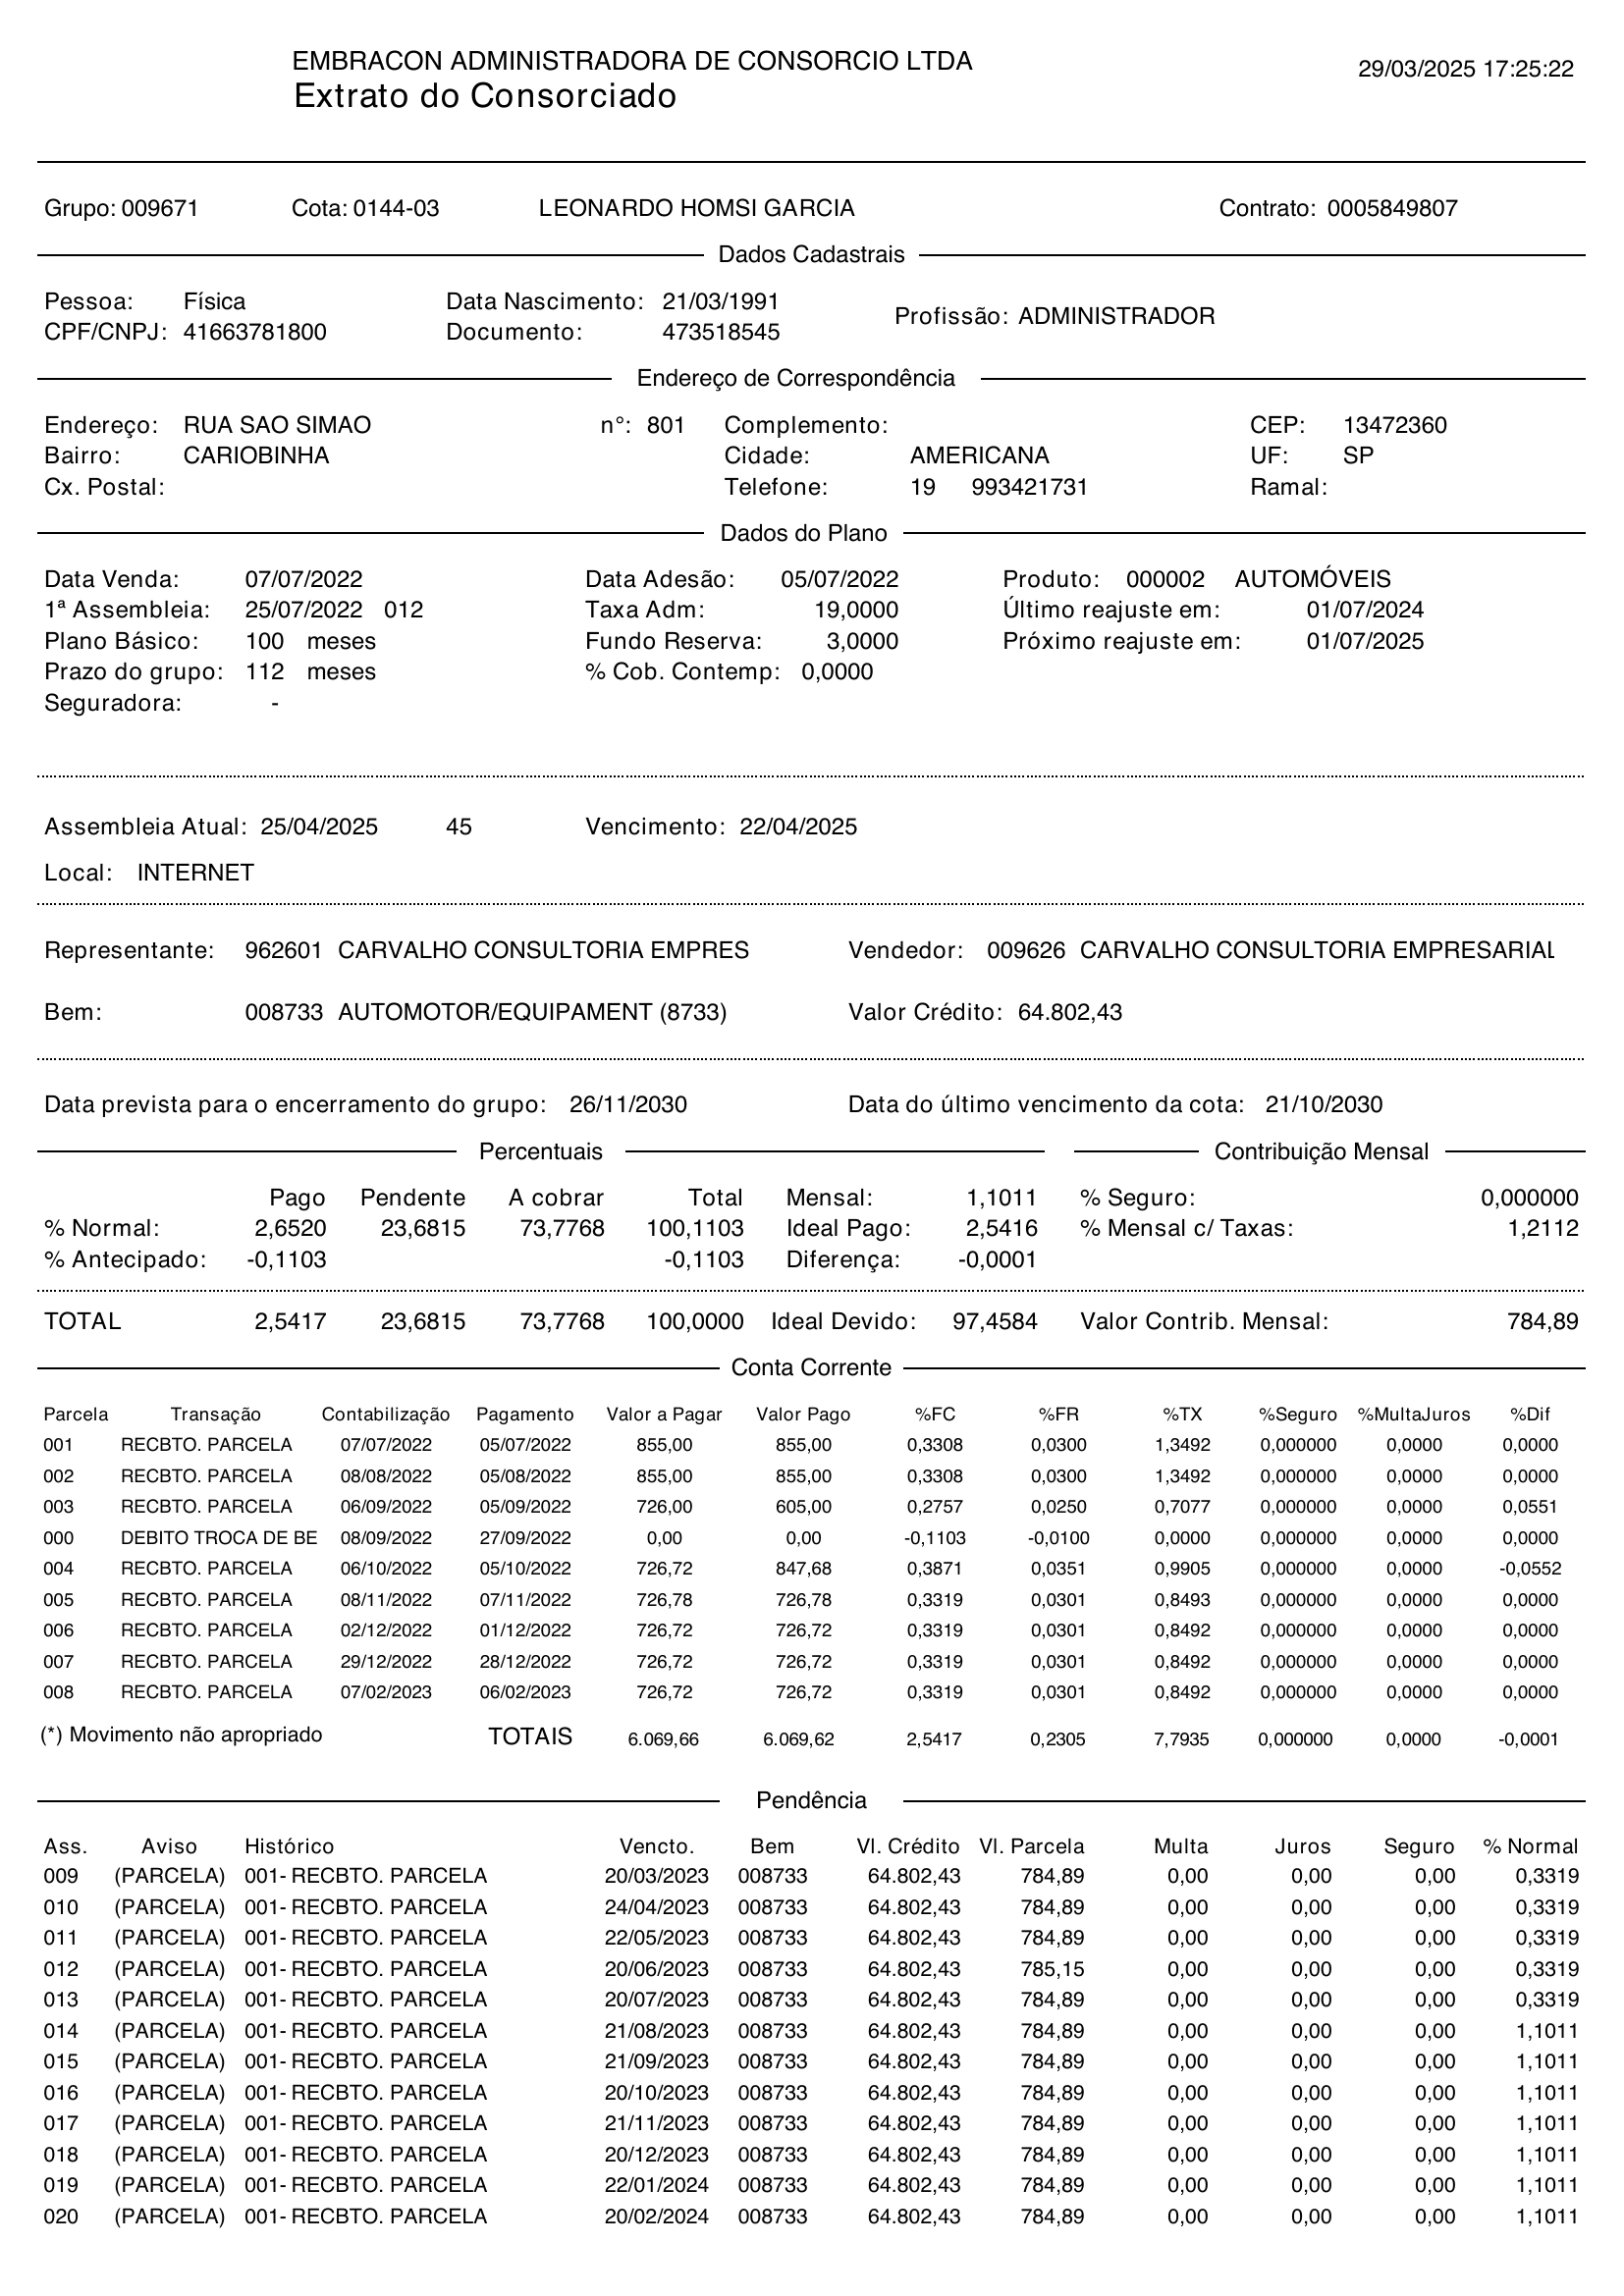 EMBRACON ADMINISTRADORA DE CONSORCIO LTDA 29/03/2025 17:25:22
Extrato do Consorciado
Grupo: 009671 Cota: 0144-03 LEONARDO HOMSI GARCIA Contrato: 0005849807
Dados Cadastrais
Pessoa: Física Data Nascimento: 21/03/1991 Profissão: ADMINISTRADOR
CPF/CNPJ: 41663781800 Documento: 473518545
Endereço de Correspondência
Endereço: RUA SAO SIMAO n°: 801 Complemento: CEP: 13472360
Bairro: CARIOBINHA Cidade: AMERICANA UF: SP
Cx. Postal: Telefone: 19 993421731 Ramal:
Dados do Plano
Data Venda: 07/07/2022 Data Adesão: 05/07/2022 Produto: 000002 AUTOMÓVEIS
1ª Assembleia: 25/07/2022 012 Taxa Adm: 19,0000 Último reajuste em: 01/07/2024
Plano Básico: 100 meses Fundo Reserva: 3,0000 Próximo reajuste em: 01/07/2025
Prazo do grupo: 112 meses % Cob. Contemp: 0,0000
Seguradora: -
Assembleia Atual: 25/04/2025 45 Vencimento: 22/04/2025
Local: INTERNET
Representante: 962601 CARVALHO CONSULTORIA EMPRES Vendedor: 009626 CARVALHO CONSULTORIA EMPRESARIAL
Bem: 008733 AUTOMOTOR/EQUIPAMENT (8733) Valor Crédito: 64.802,43
Data prevista para o encerramento do grupo: 26/11/2030 Data do último vencimento da cota: 21/10/2030
Percentuais Contribuição Mensal
Pago Pendente A cobrar Total Mensal: 1,1011 % Seguro: 0,000000
% Normal: 2,6520 23,6815 73,7768 100,1103 Ideal Pago: 2,5416 % Mensal c/ Taxas: 1,2112
% Antecipado: -0,1103 -0,1103 Diferença: -0,0001
TOTAL 2,5417 23,6815 73,7768 100,0000 Ideal Devido: 97,4584 Valor Contrib. Mensal: 784,89
Conta Corrente
Parcela Transação Contabilização Pagamento Valor a Pagar Valor Pago %FC %FR %TX %Seguro %MultaJuros %Dif
001 RECBTO. PARCELA 07/07/2022 05/07/2022 855,00 855,00 0,3308 0,0300 1,3492 0,000000 0,0000 0,0000
002 RECBTO. PARCELA 08/08/2022 05/08/2022 855,00 855,00 0,3308 0,0300 1,3492 0,000000 0,0000 0,0000
003 RECBTO. PARCELA 06/09/2022 05/09/2022 726,00 605,00 0,2757 0,0250 0,7077 0,000000 0,0000 0,0551
000 DEBITO TROCA DE BE 08/09/2022 27/09/2022 0,00 0,00 -0,1103 -0,0100 0,0000 0,000000 0,0000 0,0000
004 RECBTO. PARCELA 06/10/2022 05/10/2022 726,72 847,68 0,3871 0,0351 0,9905 0,000000 0,0000 -0,0552
005 RECBTO. PARCELA 08/11/2022 07/11/2022 726,78 726,78 0,3319 0,0301 0,8493 0,000000 0,0000 0,0000
006 RECBTO. PARCELA 02/12/2022 01/12/2022 726,72 726,72 0,3319 0,0301 0,8492 0,000000 0,0000 0,0000
007 RECBTO. PARCELA 29/12/2022 28/12/2022 726,72 726,72 0,3319 0,0301 0,8492 0,000000 0,0000 0,0000
008 RECBTO. PARCELA 07/02/2023 06/02/2023 726,72 726,72 0,3319 0,0301 0,8492 0,000000 0,0000 0,0000
(*) Movimento não apropriado TOTAIS 6.069,66 6.069,62 2,5417 0,2305 7,7935 0,000000 0,0000 -0,0001
Pendência
Ass. Aviso Histórico Vencto. Bem Vl. Crédito Vl. Parcela Multa Juros Seguro % Normal
009 (PARCELA) 001- RECBTO. PARCELA 20/03/2023 008733 64.802,43 784,89 0,00 0,00 0,00 0,3319
010 (PARCELA) 001- RECBTO. PARCELA 24/04/2023 008733 64.802,43 784,89 0,00 0,00 0,00 0,3319
011 (PARCELA) 001- RECBTO. PARCELA 22/05/2023 008733 64.802,43 784,89 0,00 0,00 0,00 0,3319
012 (PARCELA) 001- RECBTO. PARCELA 20/06/2023 008733 64.802,43 785,15 0,00 0,00 0,00 0,3319
013 (PARCELA) 001- RECBTO. PARCELA 20/07/2023 008733 64.802,43 784,89 0,00 0,00 0,00 0,3319
014 (PARCELA) 001- RECBTO. PARCELA 21/08/2023 008733 64.802,43 784,89 0,00 0,00 0,00 1,1011
015 (PARCELA) 001- RECBTO. PARCELA 21/09/2023 008733 64.802,43 784,89 0,00 0,00 0,00 1,1011
016 (PARCELA) 001- RECBTO. PARCELA 20/10/2023 008733 64.802,43 784,89 0,00 0,00 0,00 1,1011
017 (PARCELA) 001- RECBTO. PARCELA 21/11/2023 008733 64.802,43 784,89 0,00 0,00 0,00 1,1011
018 (PARCELA) 001- RECBTO. PARCELA 20/12/2023 008733 64.802,43 784,89 0,00 0,00 0,00 1,1011
019 (PARCELA) 001- RECBTO. PARCELA 22/01/2024 008733 64.802,43 784,89 0,00 0,00 0,00 1,1011
020 (PARCELA) 001- RECBTO. PARCELA 20/02/2024 008733 64.802,43 784,89 0,00 0,00 0,00 1,1011